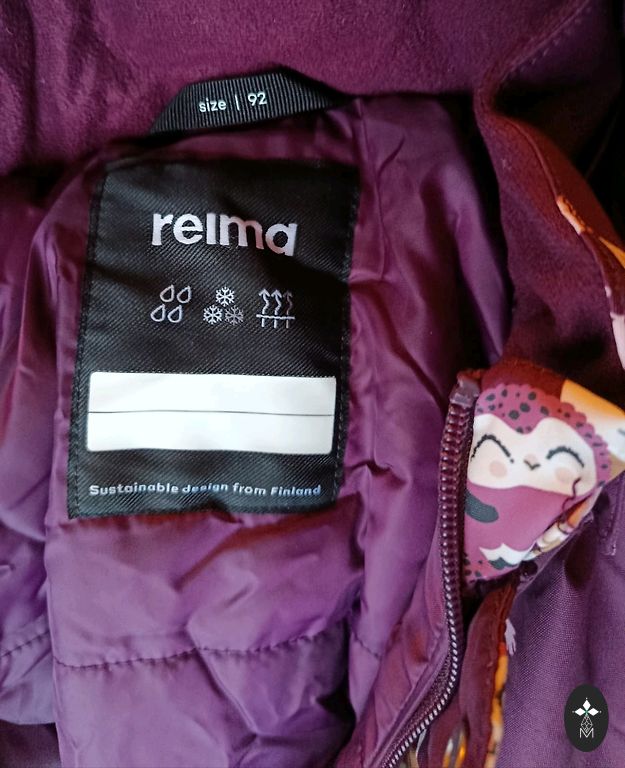 size | 92
reima
Sustainable design from Finland
M